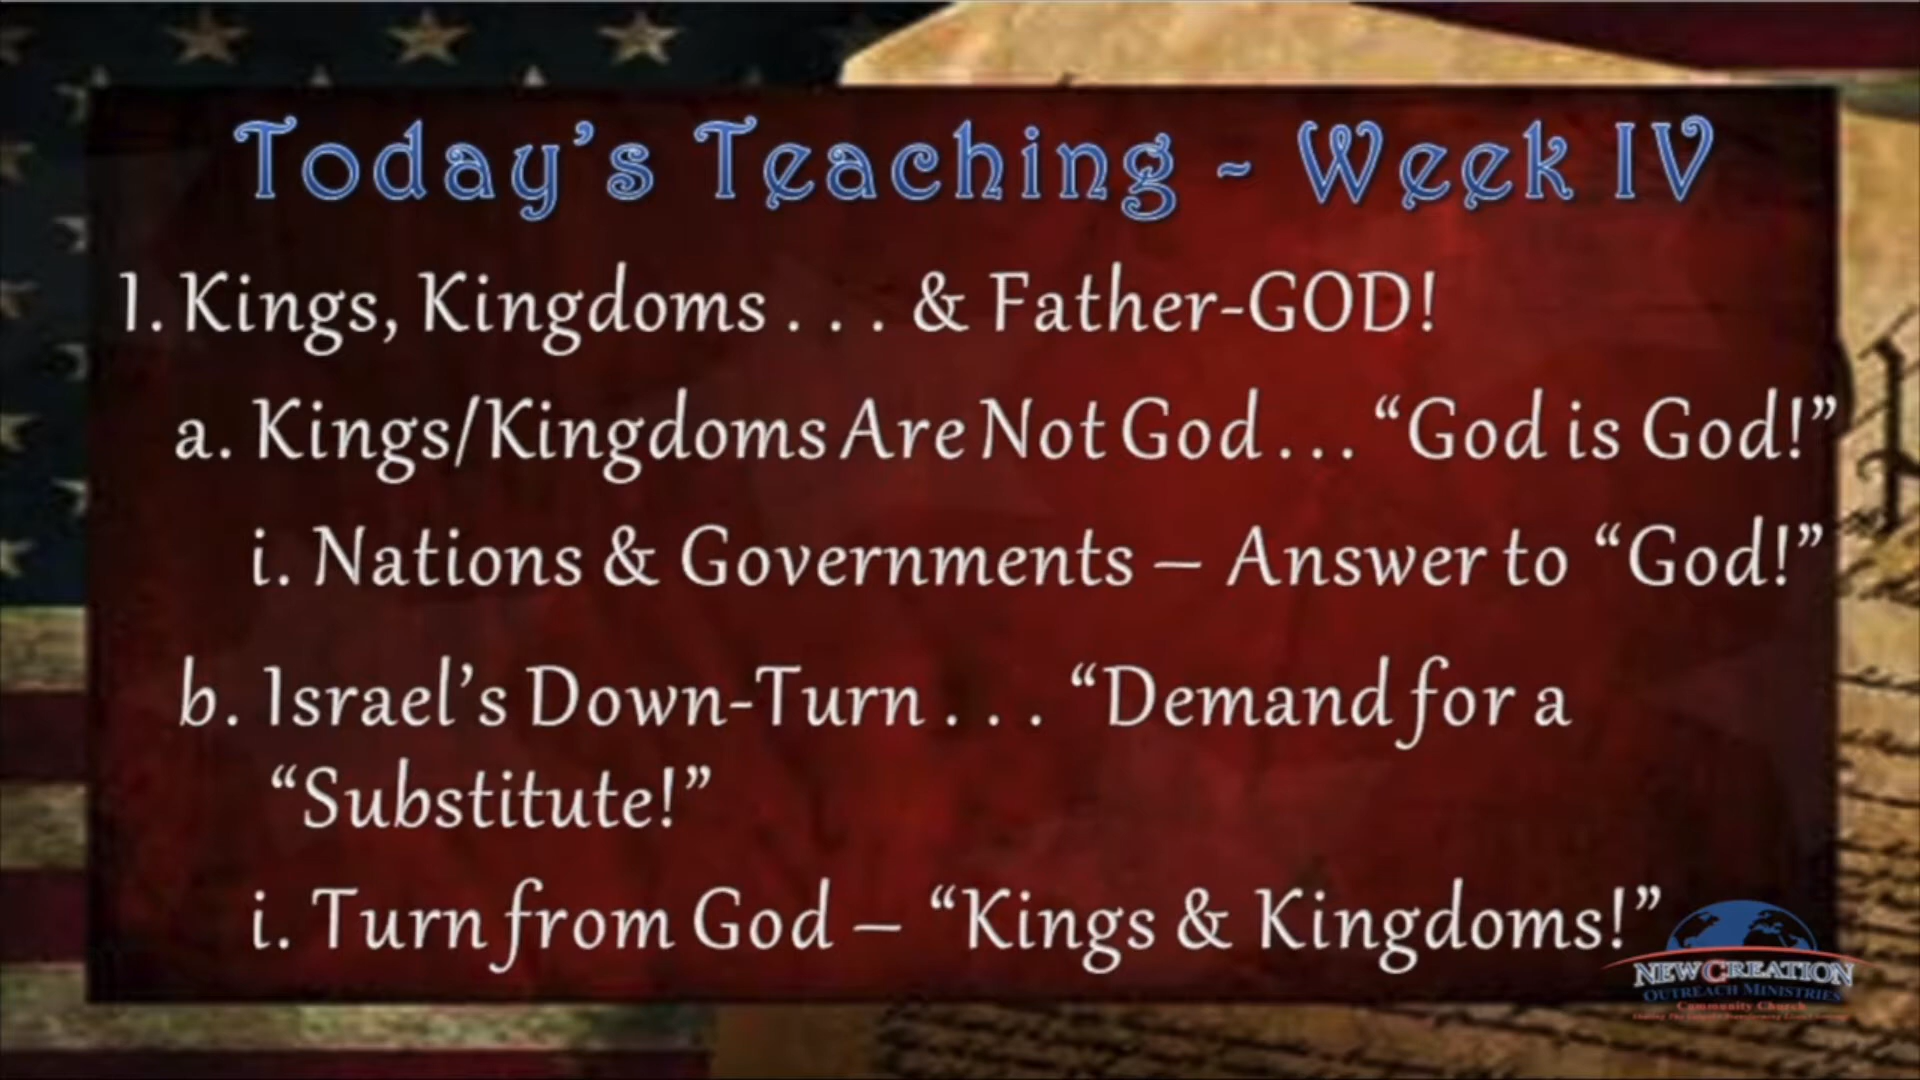 Today's Teaching ~ Week IV
1. Kings, Kingdoms . . . & Father-GOD!
a. Kings/Kingdoms Are Not God . . . “God is God!”
i. Nations & Governments – Answer to “God!”
b. Israel’s Down-Turn . . . “Demand for a
“Substitute!”
i. Turn from God – “Kings & Kingdoms!”
NEW CREATION
OUTREACH MINISTRIES
Community Church